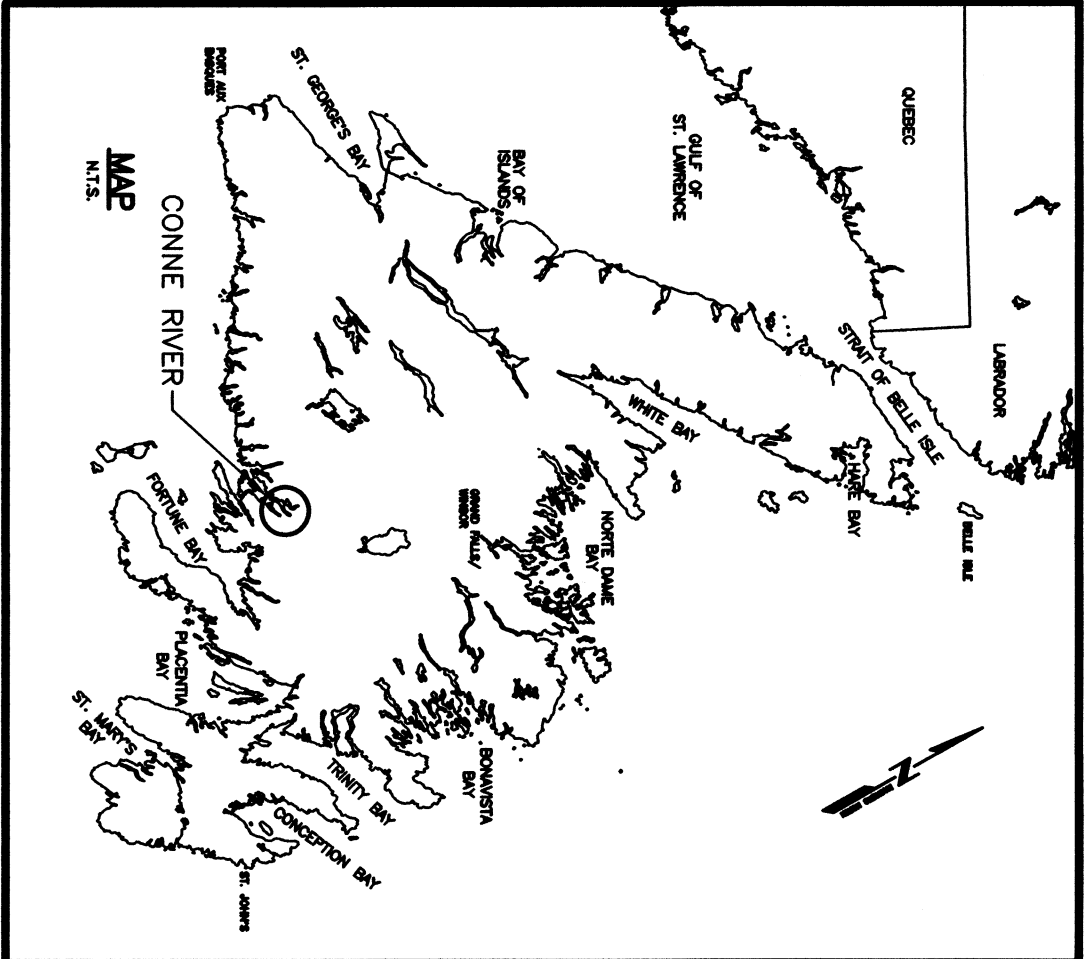 LABRADOR
BELLE ISLE
QUEBEC
STRAIT OF BELLE ISLE
N
HARE BAY
GULF OF
ST. LAWRENCE
WHITE BAY
NORTE DAME
BAY
BAY OF
ISLANDS
GRAND FALLS/
WINSOR
BONAVISTA
BAY
ST. GEORGE'S BAY
TRINITY BAY
CONCEPTION BAY
PORT AUX
BASQUES
ST. JOHN'S
CONNE RIVER
FORTUNE BAY
PLACENTIA
BAY
MAP
N.T.S.
ST. MARY'S
BAY